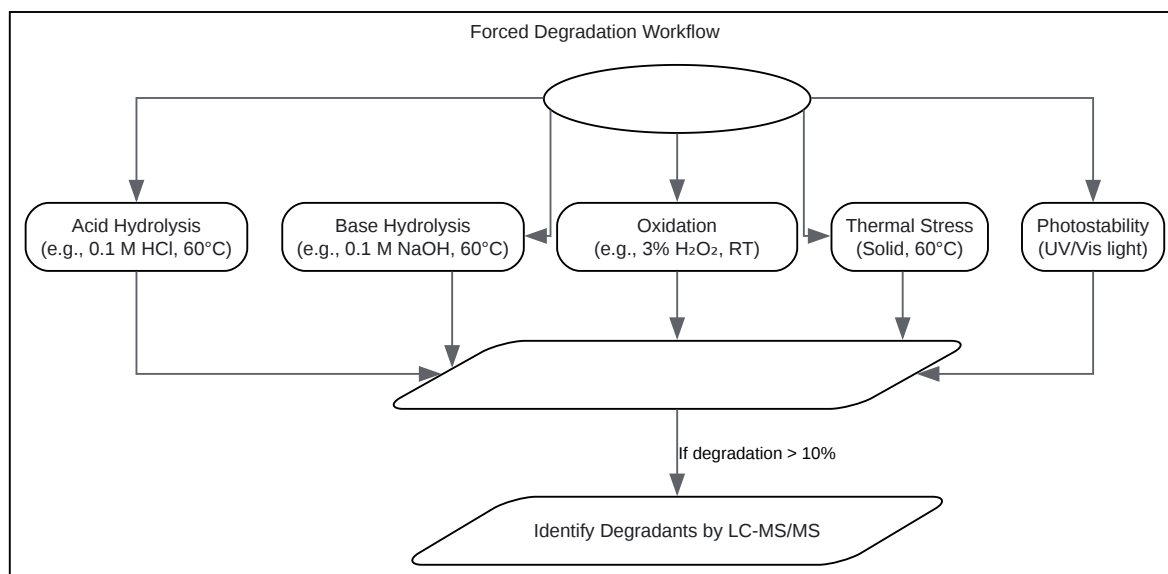 Forced Degradation Workflow
Acid Hydrolysis
(e.g., 0.1 M HCl, 60°C)
Base Hydrolysis
(e.g., 0.1 M NaOH, 60°C)
Oxidation
(e.g., 3% H₂O₂, RT)
Thermal Stress
(Solid, 60°C)
Photostability
(UV/Vis light)
If degradation > 10%
Identify Degradants by LC-MS/MS